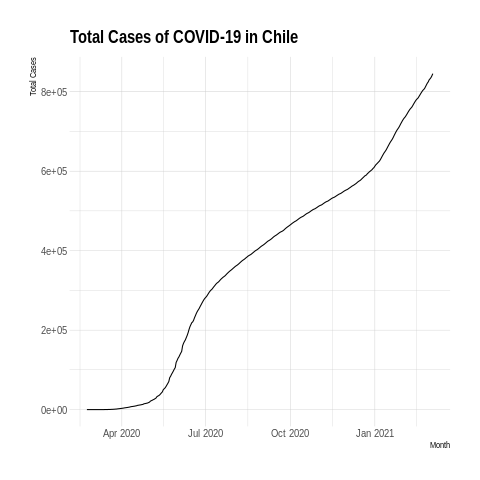 Total Cases of COVID-19 in Chile
Total Cases
8e+05
6e+05
4e+05
2e+05
0e+00
Apr 2020
Jul 2020
Oct 2020
Jan 2021
Month